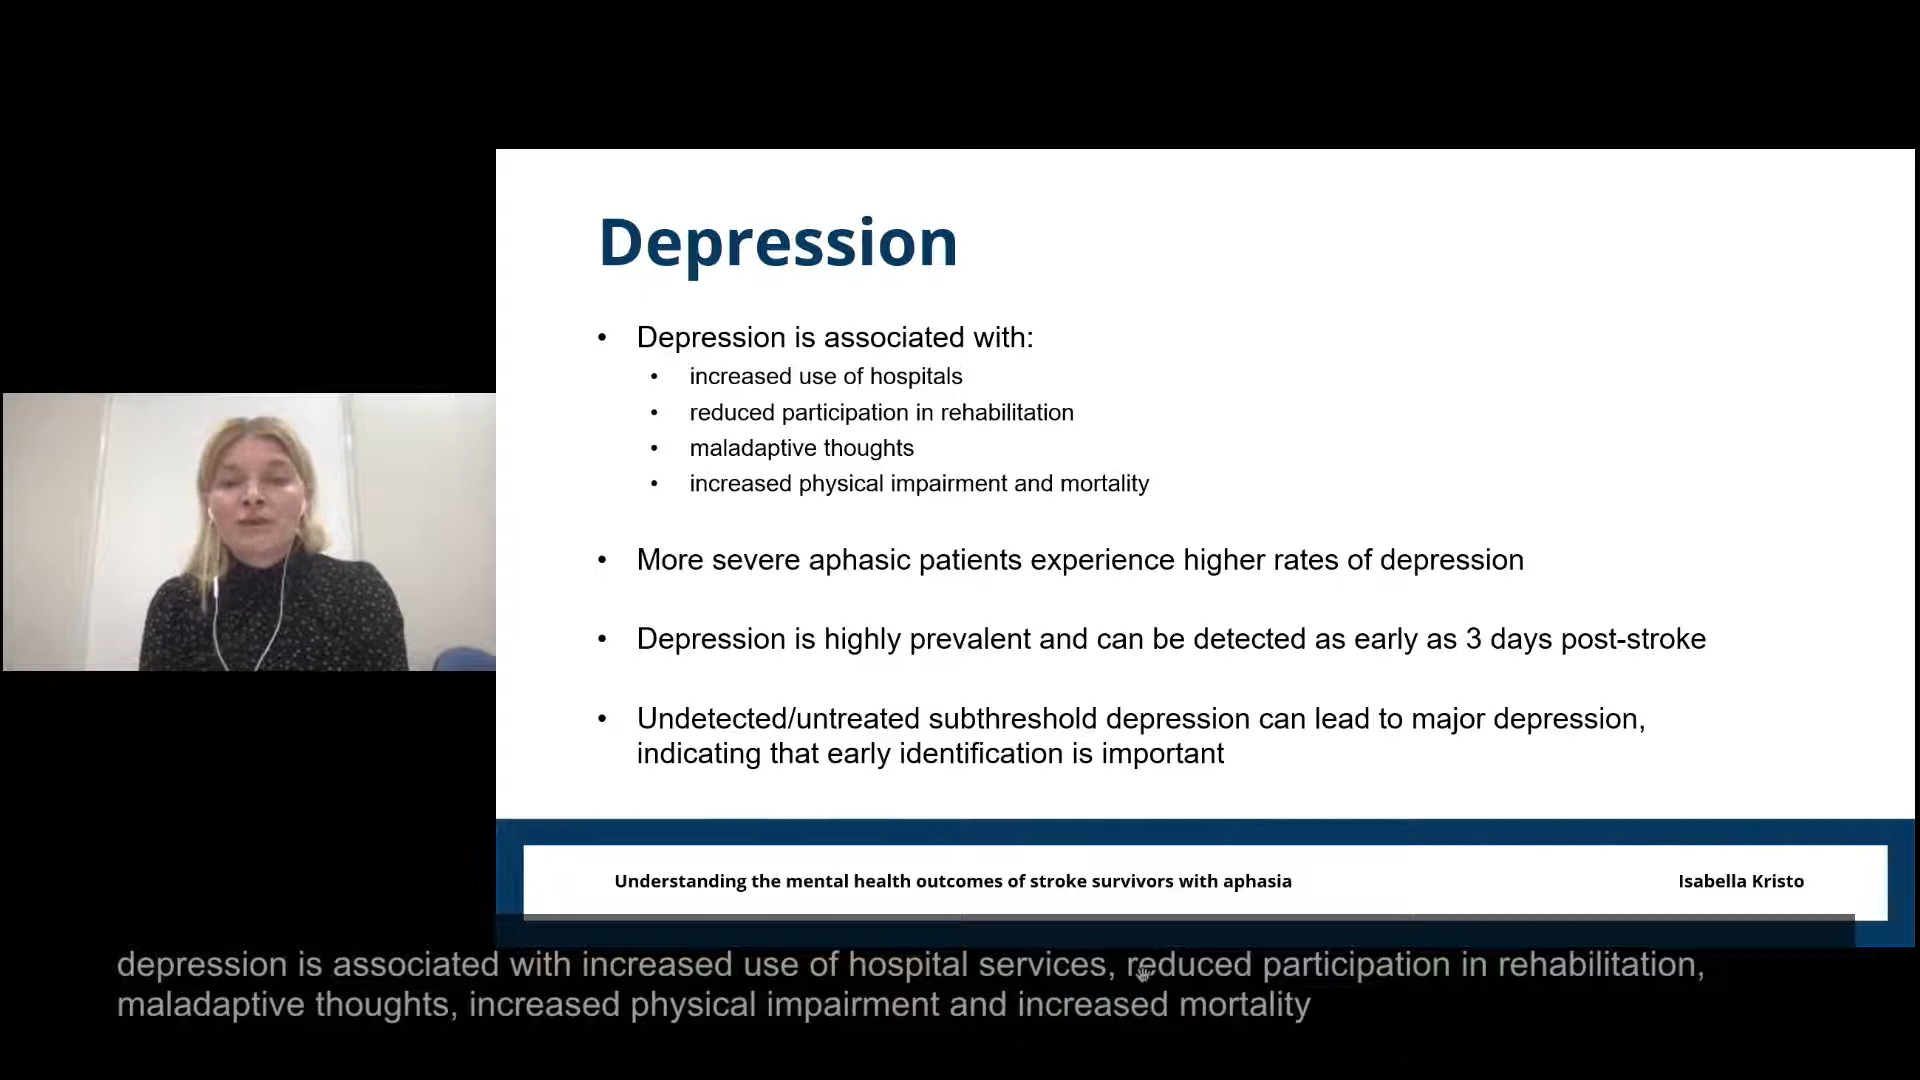 Depression
• Depression is associated with:
• increased use of hospitals
• reduced participation in rehabilitation
• maladaptive thoughts
• increased physical impairment and mortality
• More severe aphasic patients experience higher rates of depression
• Depression is highly prevalent and can be detected as early as 3 days post-stroke
• Undetected/untreated subthreshold depression can lead to major depression,
indicating that early identification is important
Understanding the mental health outcomes of stroke survivors with aphasia
Isabella Kristo
depression is associated with increased use of hospital services, reduced participation in rehabilitation,
maladaptive thoughts, increased physical impairment and increased mortality